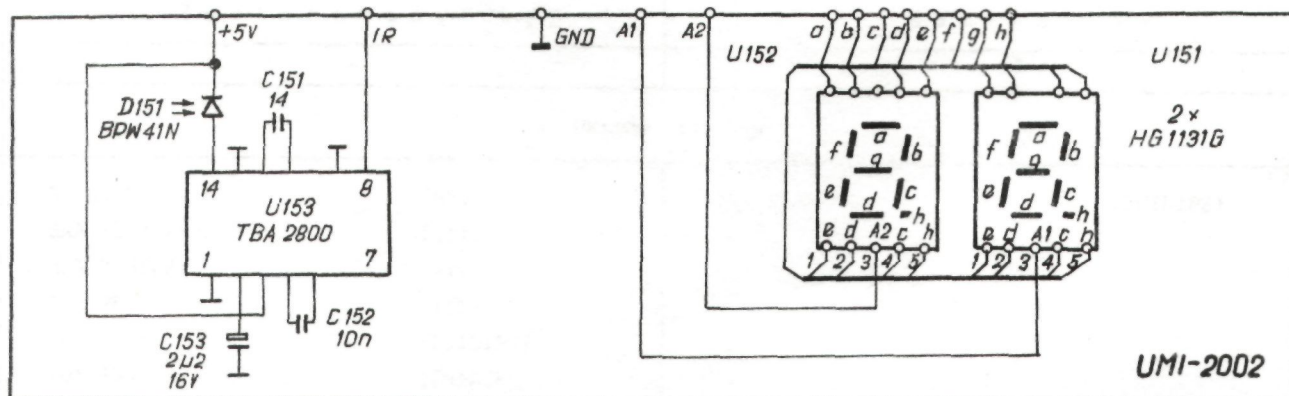 +5V
IR
GND
A1
A2
a b c d e f g h
U152
U151
C151
14
D151
BPW41N
2x
HG1131G
14
8
U153
TBA 2800
1
7
a
f
b
g
e
c
d
h
e d A2 c h
1 2 3 4 5
a
f
b
g
e
c
d
h
e d A1 c h
1 2 3 4 5
C153
2µ2
16V
C152
10n
UMI-2002